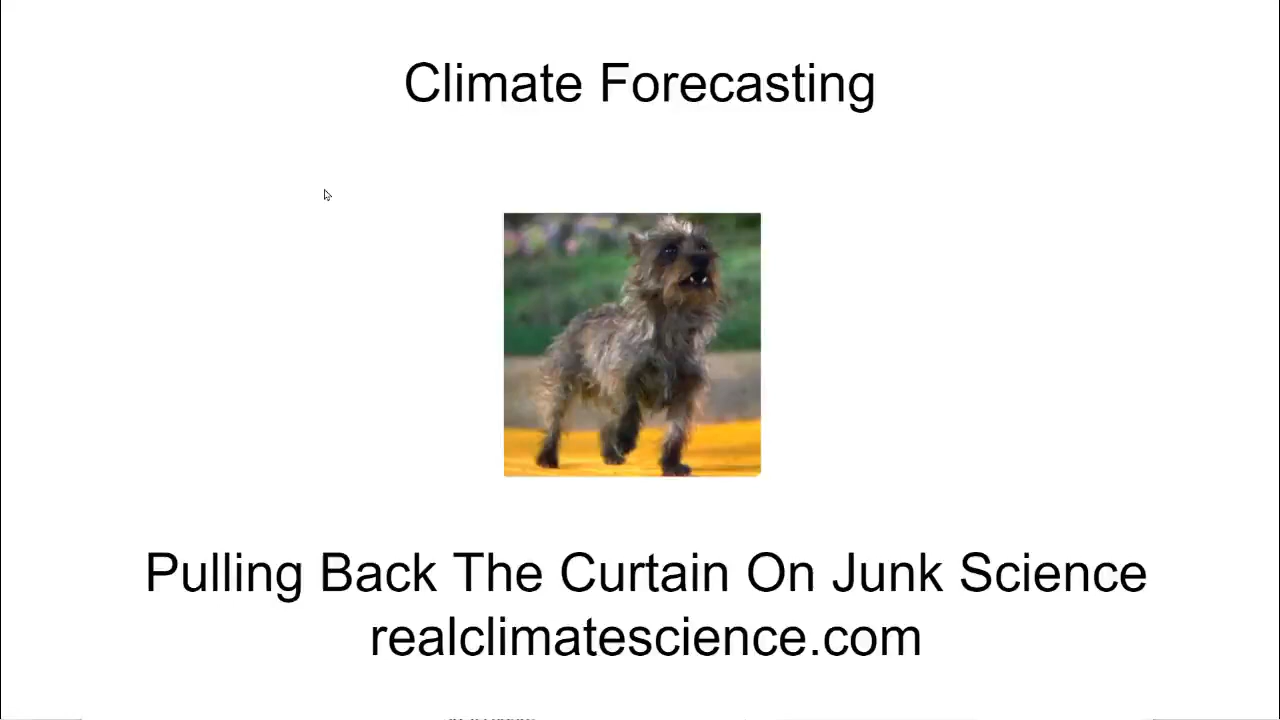 Climate Forecasting
Pulling Back The Curtain On Junk Science
realclimatescience.com